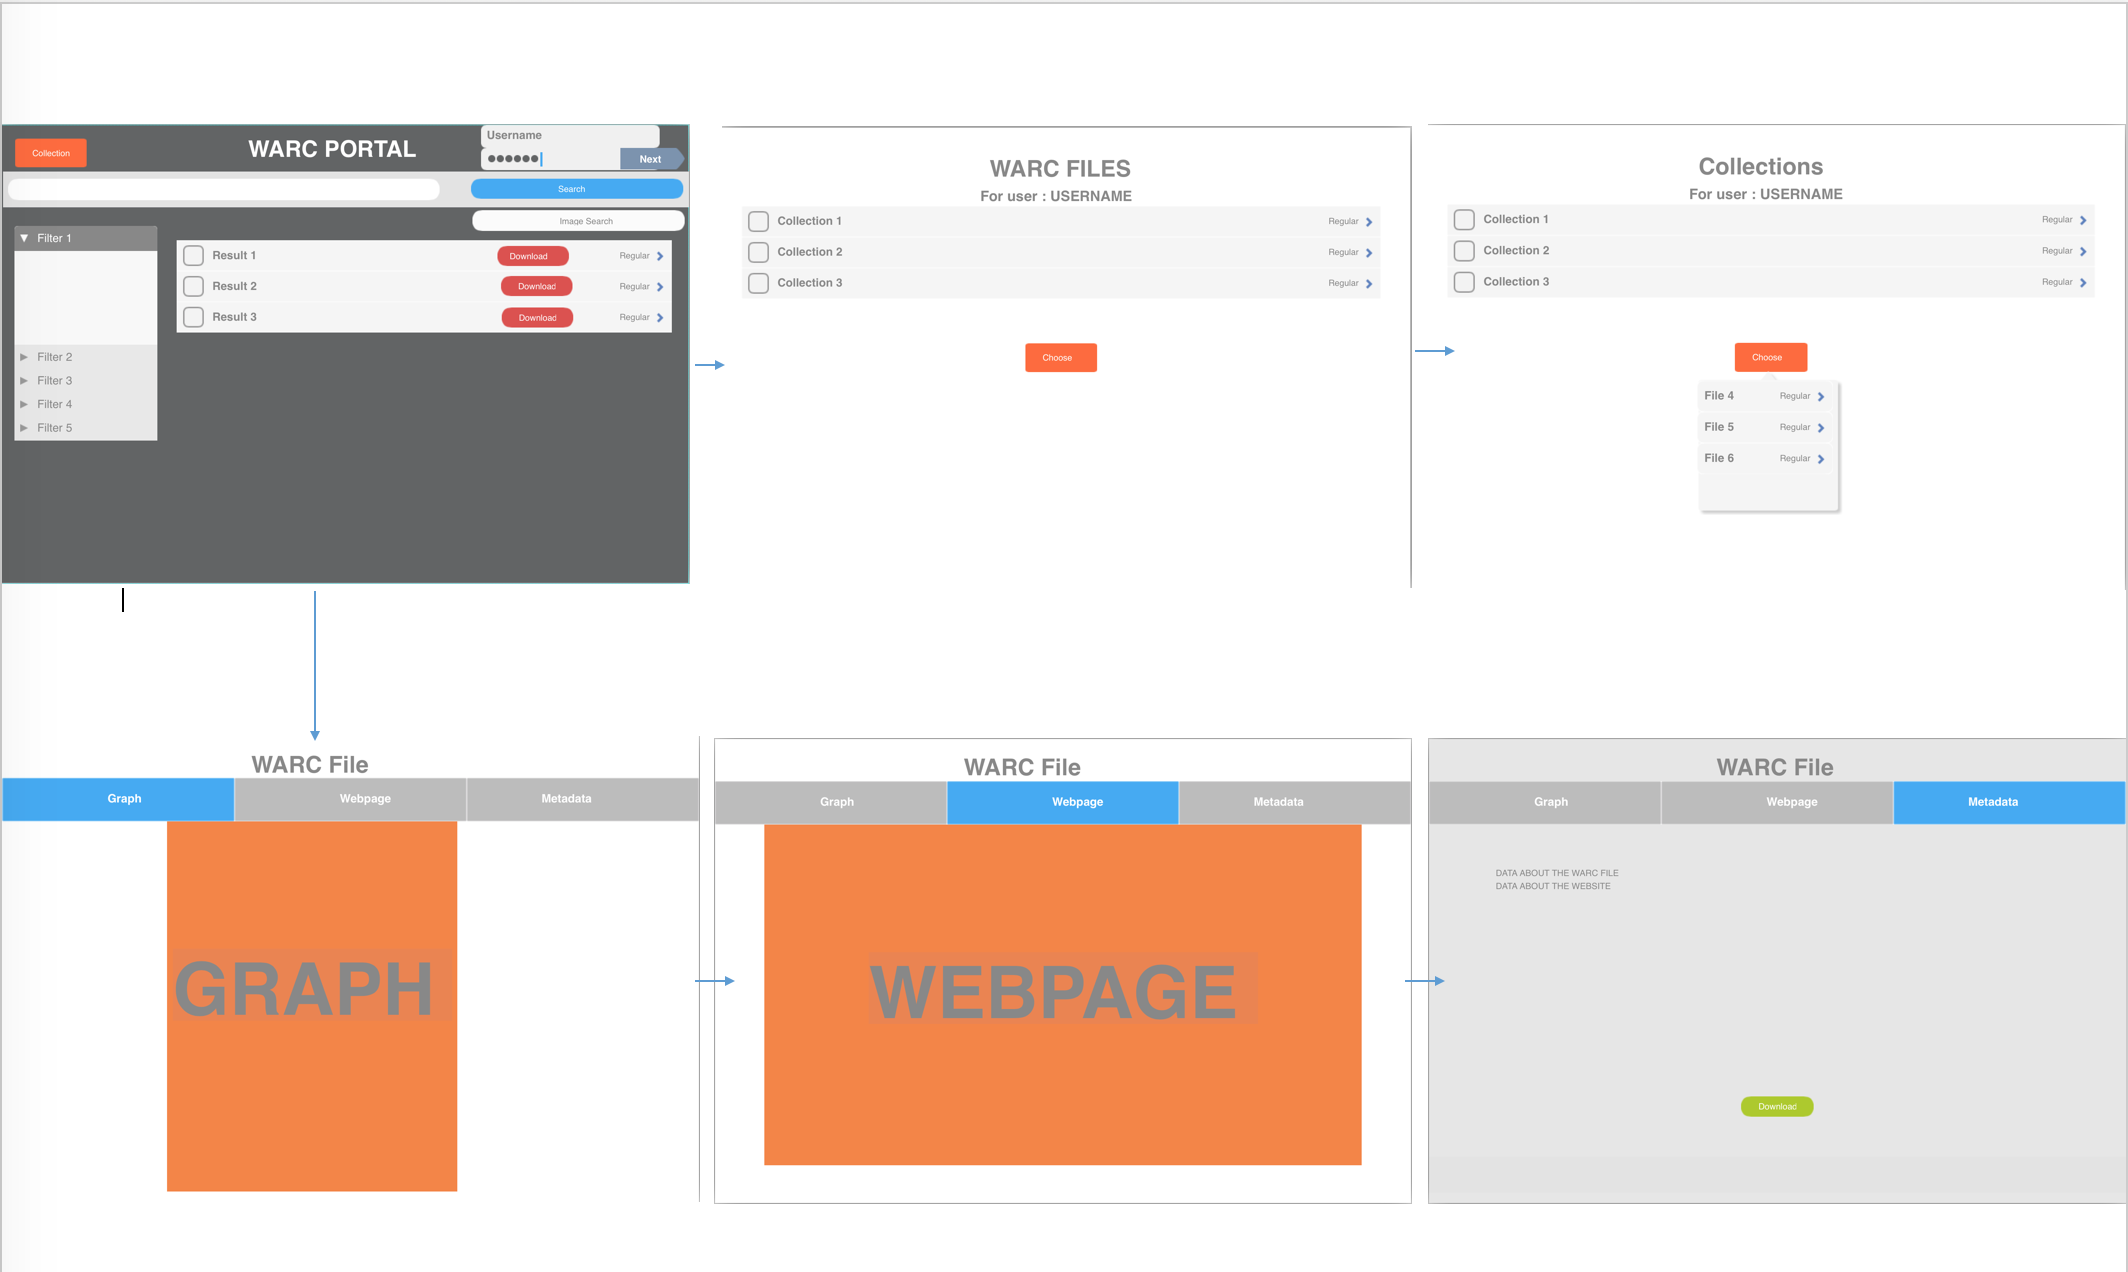 Collection
WARC PORTAL
Username
●●●●●●
Next
Search
Image Search
Filter 1
Filter 2
Filter 3
Filter 4
Filter 5
Result 1 Download Regular
Result 2 Download Regular
Result 3 Download Regular
WARC FILES
For user : USERNAME
Collection 1 Regular
Collection 2 Regular
Collection 3 Regular
Choose
Collections
For user : USERNAME
Collection 1 Regular
Collection 2 Regular
Collection 3 Regular
Choose
File 4 Regular
File 5 Regular
File 6 Regular
WARC File
Graph Webpage Metadata
GRAPH
WARC File
Graph Webpage Metadata
WEBPAGE
WARC File
Graph Webpage Metadata
DATA ABOUT THE WARC FILE
DATA ABOUT THE WEBSITE
Download